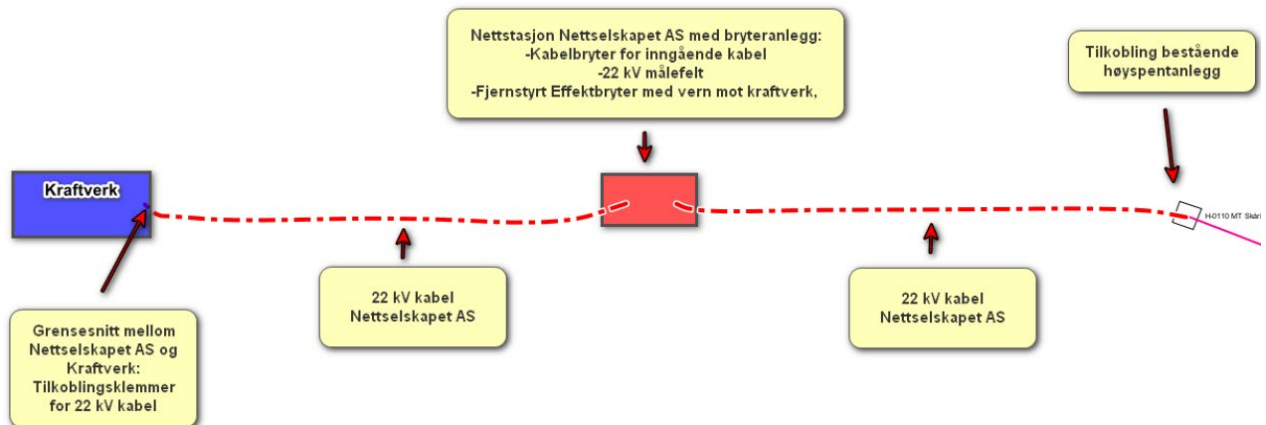 Nettstasjon Nettselskapet AS med bryteranlegg:
-Kabelbryter for inngående kabel
-22 kV målefelt
-Fjernstyrt Effektbryter med vern mot kraftverk,
Tilkobling bestående
høyspentanlegg
Kraftverk
H-0110 MT
22 kV kabel
Nettselskapet AS
22 kV kabel
Nettselskapet AS
Grensesnitt mellom
Nettselskapet AS og
Kraftverk:
Tilkoblingsklemmer
for 22 kV kabel